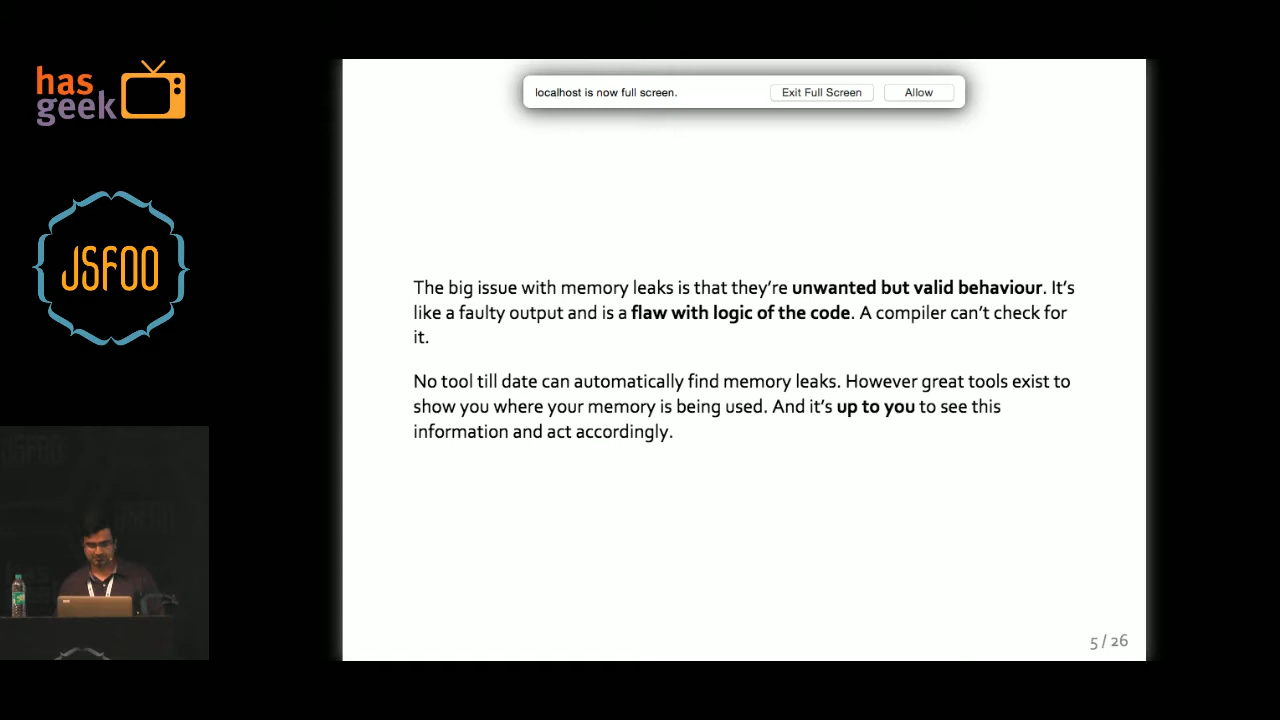 has
geek
JSFOO
localhost is now full screen.
Exit Full Screen
Allow
The big issue with memory leaks is that they're unwanted but valid behaviour. It's
like a faulty output and is a flaw with logic of the code. A compiler can't check for
it.
No tool till date can automatically find memory leaks. However great tools exist to
show you where your memory is being used. And it's up to you to see this
information and act accordingly.
5 / 26